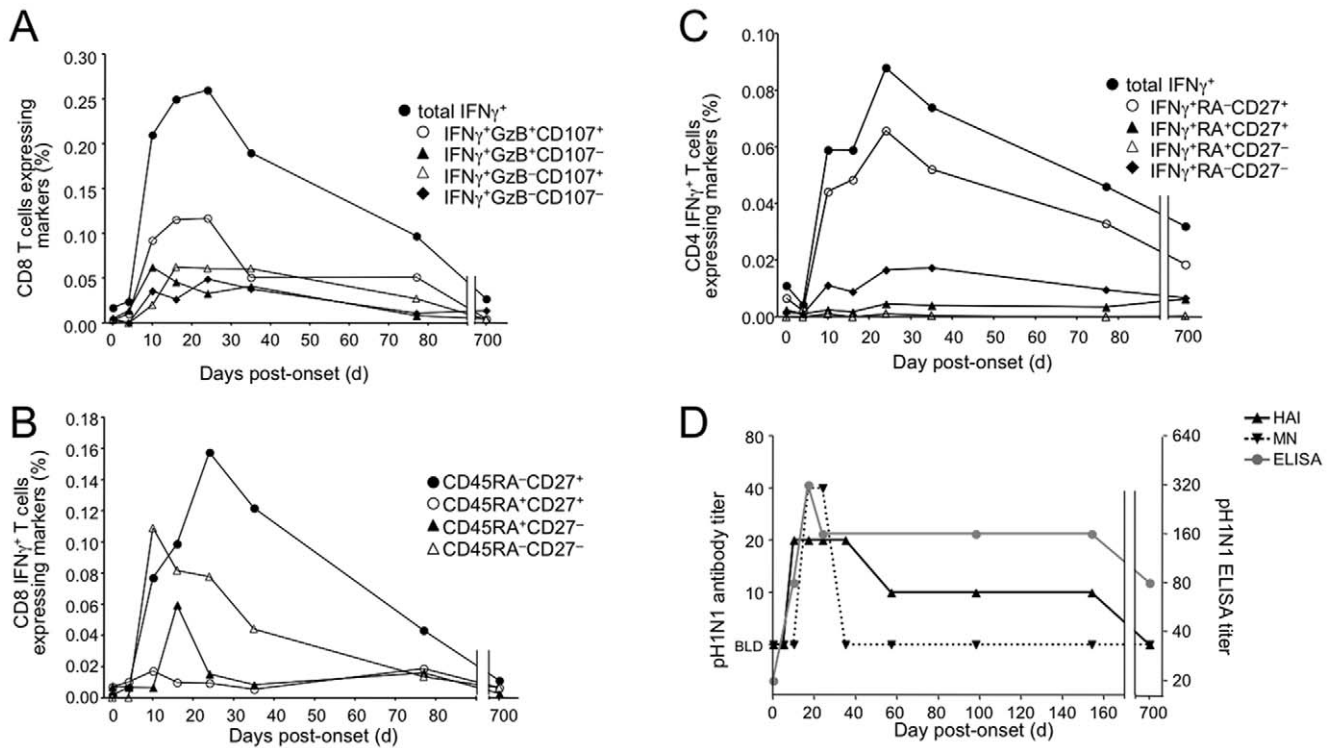 A
0.30
0.25
0.20
0.15
0.10
0.05
0.00
CD8 T cells expressing
markers (%)
total IFNγ⁺
IFNγ⁺GzB⁺CD107⁺
IFNγ⁺GzB⁺CD107⁻
IFNγ⁺GzB⁻CD107⁺
IFNγ⁺GzB⁻CD107⁻
0 10 20 30 40 50 60 70 80 700
Days post-onset (d)
B
0.18
0.16
0.14
0.12
0.10
0.08
0.06
0.04
0.02
0.00
CD8 IFNγ⁺ T cells
expressing markers (%)
CD45RA⁻CD27⁺
CD45RA⁺CD27⁺
CD45RA⁺CD27⁻
CD45RA⁻CD27⁻
0 10 20 30 40 50 60 70 80 700
Days post-onset (d)
C
0.10
0.08
0.06
0.04
0.02
0.00
CD4 IFNγ⁺ T cells
expressing markers (%)
total IFNγ⁺
IFNγ⁺RA⁻CD27⁺
IFNγ⁺RA⁺CD27⁺
IFNγ⁺RA⁺CD27⁻
IFNγ⁺RA⁻CD27⁻
0 10 20 30 40 50 60 70 80 700
Days post-onset (d)
D
HAI
MN
ELISA
80
40
20
10
BLD
pH1N1 antibody titer
640
320
160
80
40
20
pH1N1 ELISA titer
0 20 40 60 80 100 120 140 160 700
Day post-onset (d)